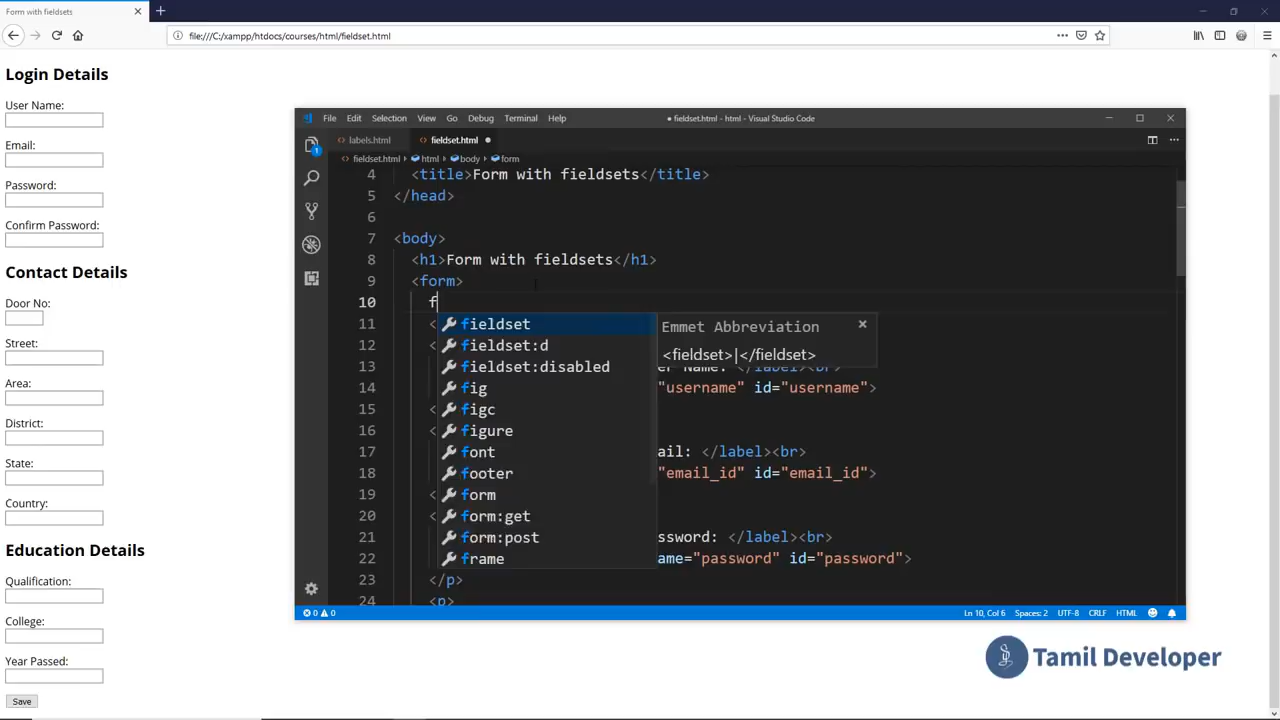 Form with fieldsets
file:///C:/xampp/htdocs/courses/html/fieldset.html
Login Details
User Name:
Email:
Password:
Confirm Password:
Contact Details
Door No:
Street:
Area:
District:
State:
Country:
Education Details
Qualification:
College:
Year Passed:
Save
File Edit Selection View Go Debug Terminal Help
● fieldset.html - html - Visual Studio Code
labels.html fieldset.html ●
fieldset.html › html › body › form
4 <title>Form with fieldsets</title>
5 </head>
6
7 <body>
8 <h1>Form with fieldsets</h1>
9 <form>
10 f
11 <
12 <
13 er Name: </label><br>
14 "username" id="username">
15 <
16 <
17 ail: </label><br>
18 "email_id" id="email_id">
19 <
20 <
21 ssword: </label><br>
22 ame="password" id="password">
23 </p>
24 <p>
fieldset
fieldset:d
fieldset:disabled
fig
figc
figure
font
footer
form
form:get
form:post
frame
Emmet Abbreviation
<fieldset>|</fieldset>
1
0 0 Ln 10, Col 6 Spaces: 2 UTF-8 CRLF HTML
Tamil Developer